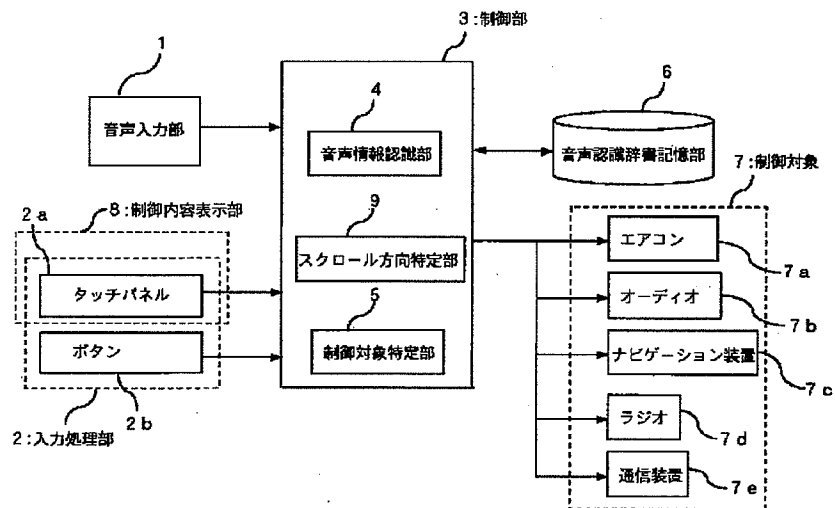 3:制御部
1
音声入力部
4
音声情報認識部
6
音声認識辞書記憶部
7:制御対象
8:制御内容表示部
2a
タッチパネル
9
スクロール方向特定部
エアコン
7a
オーディオ
7b
ボタン
2b
5
制御対象特定部
ナビゲーション装置
7c
2:入力処理部
ラジオ
7d
通信装置
7e